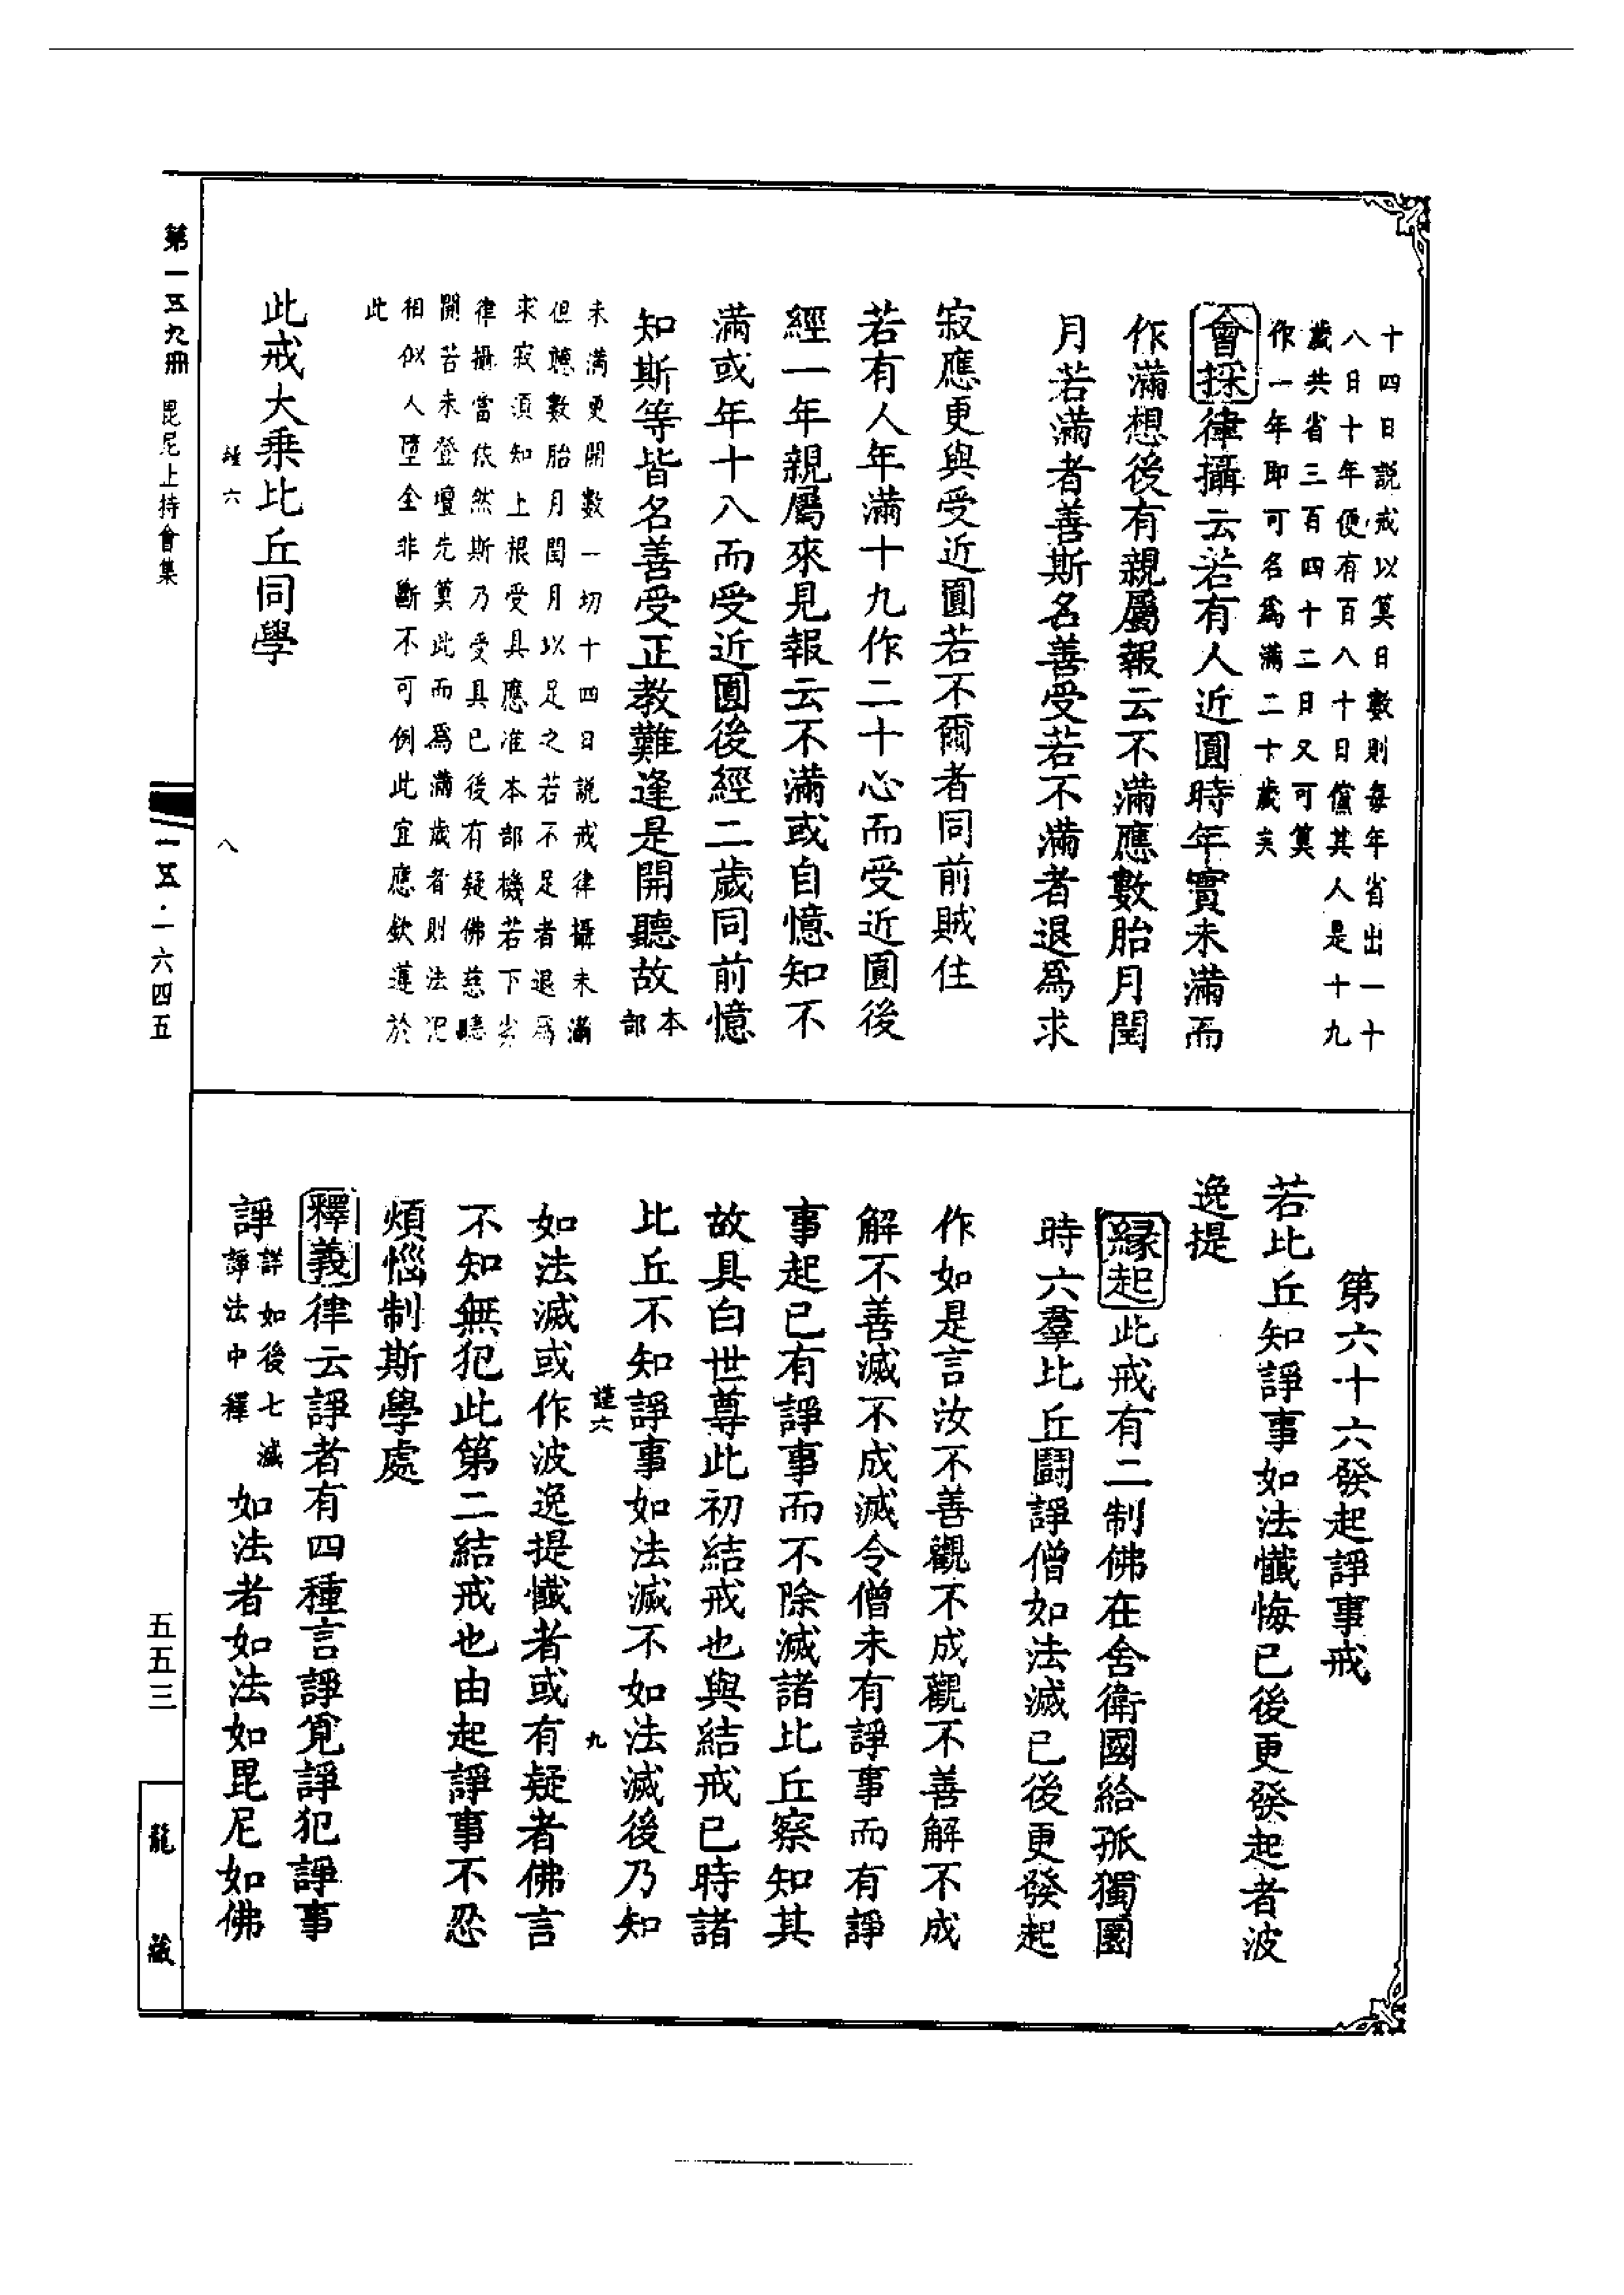 十四日説戒以筭日數則每年省出一十
八日十年便有百八十日儻其人是十九
歲共省三百四十二日又可筭
作一年即可名爲滿二十歲矣
會採律攝云若有人近圓時年實未滿而
作滿想後有親屬報云不滿應數胎月閏
月若滿者善斯名善受若不滿者退爲求
寂應更與受近圓若不爾者同前賊住
若有人年滿十九作二十心而受近圓後
經一年親屬來見報云不滿或自憶知不
滿或年十八而受近圓後經二歲同前憶
知斯等皆名善受正教難逢是開聽故本
部
未滿更開數一切十四日説戒律攝未滿
但聽數胎月閏月以足之若不足者退爲
求寂須知上根受具應准本部機若下劣
律攝當依然斯乃受具已後有疑佛慈聽
開若未登壇先筭此而爲滿歲者則法況
相似人墮全非斷不可例此宜應欽遵於
此
此戒大乘比丘同學
謹六
八
第六十六發起諍事戒
若比丘知諍事如法懺悔已後更發起者波
逸提
緣起此戒有二制佛在舍衛國給孤獨園
時六羣比丘鬪諍僧如法滅已後更發起
作如是言汝不善觀不成觀不善解不成
解不善滅不成滅令僧未有諍事而有諍
事起已有諍事而不除滅諸比丘察知其
故具白世尊此初結戒也與結戒已時諸
比丘不知諍事如法滅不如法滅後乃知
謹六
九
如法滅或作波逸提懺者或有疑者佛言
不知無犯此第二結戒也由起諍事不忍
煩惱制斯學處
釋義律云諍者有四種言諍覓諍犯諍事
諍詳如後七滅
諍法中釋如法者如法如毘尼如佛
第一五九冊
毘尼止持會集
一五·一六四五
五五三
龍藏